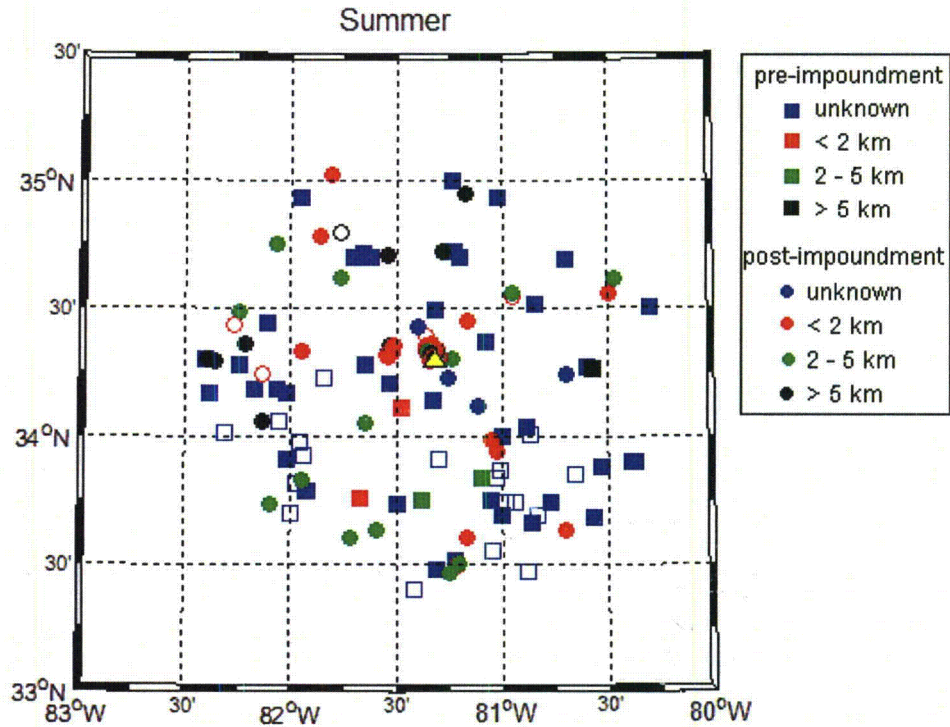 Summer
30'
35°N
30'
34°N
30'
33°N
83°W
30'
82°W
30'
81°W
30'
80°W
pre-impoundment
unknown
< 2 km
2 - 5 km
> 5 km
post-impoundment
unknown
< 2 km
2 - 5 km
> 5 km